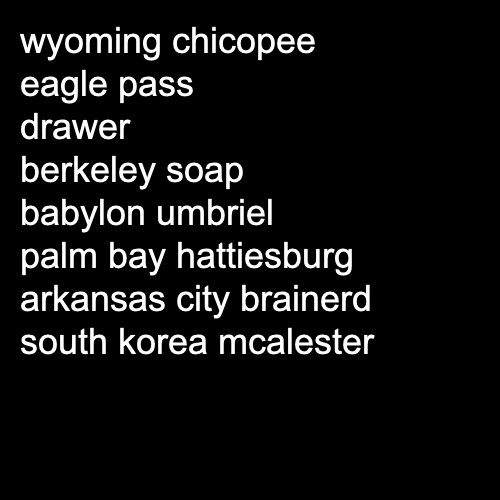 wyoming chicopee
eagle pass
drawer
berkeley soap
babylon umbriel
palm bay hattiesburg
arkansas city brainerd
south korea mcalester